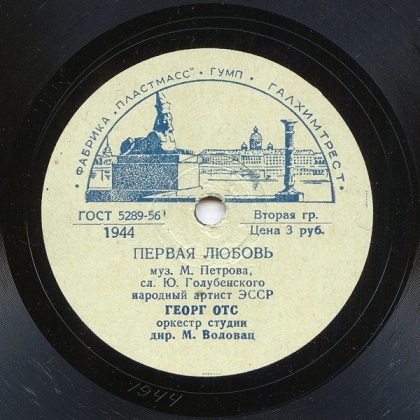 ФАБРИКА „ПЛАСТМАСС" · ГУМП · ГАЛХИМТРЕСТ ·
ГОСТ 5289-56 Вторая гр.
1944 Цена 3 руб.
ПЕРВАЯ ЛЮБОВЬ
муз. М. Петрова,
сл. Ю. Голубенского
народный артист ЭССР
ГЕОРГ ОТС
оркестр студии
дир. М. Воловац
1944